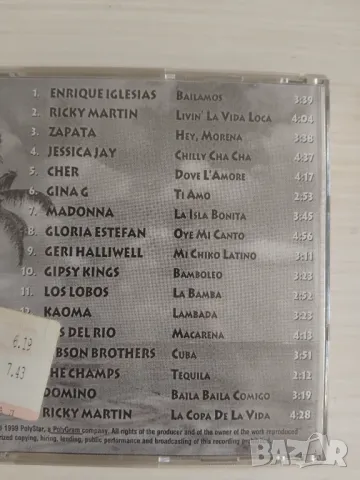 1. ENRIQUE IGLESIAS BAILAMOS 3:39
2. RICKY MARTIN LIVIN' LA VIDA LOCA 4:04
3. ZAPATA HEY, MORENA 3:38
4. JESSICA JAY CHILLY CHA CHA 4:37
5. CHER DOVE L'AMORE 4:17
6. GINA G TI AMO 2:53
7. MADONNA LA ISLA BONITA 3:45
8. GLORIA ESTEFAN OYE MI CANTO 4:56
9. GERI HALLIWELL MI CHIKO LATINO 3:11
10. GIPSY KINGS BAMBOLEO 3:23
11. LOS LOBOS LA BAMBA 2:52
12. KAOMA LAMBADA 3:23
S DEL RIO MACARENA 4:13
BSON BROTHERS CUBA 3:51
HE CHAMPS TEQUILA 2:12
DOMINO BAILA BAILA COMIGO 3:19
RICKY MARTIN LA COPA DE LA VIDA 4:28
€.19
7.43
PolyStar, a PolyGram company. All rights of the producer and of the owner of the work reproduced
copying, hiring, lending, public performance and broadcasting of this recording
bazar.bg